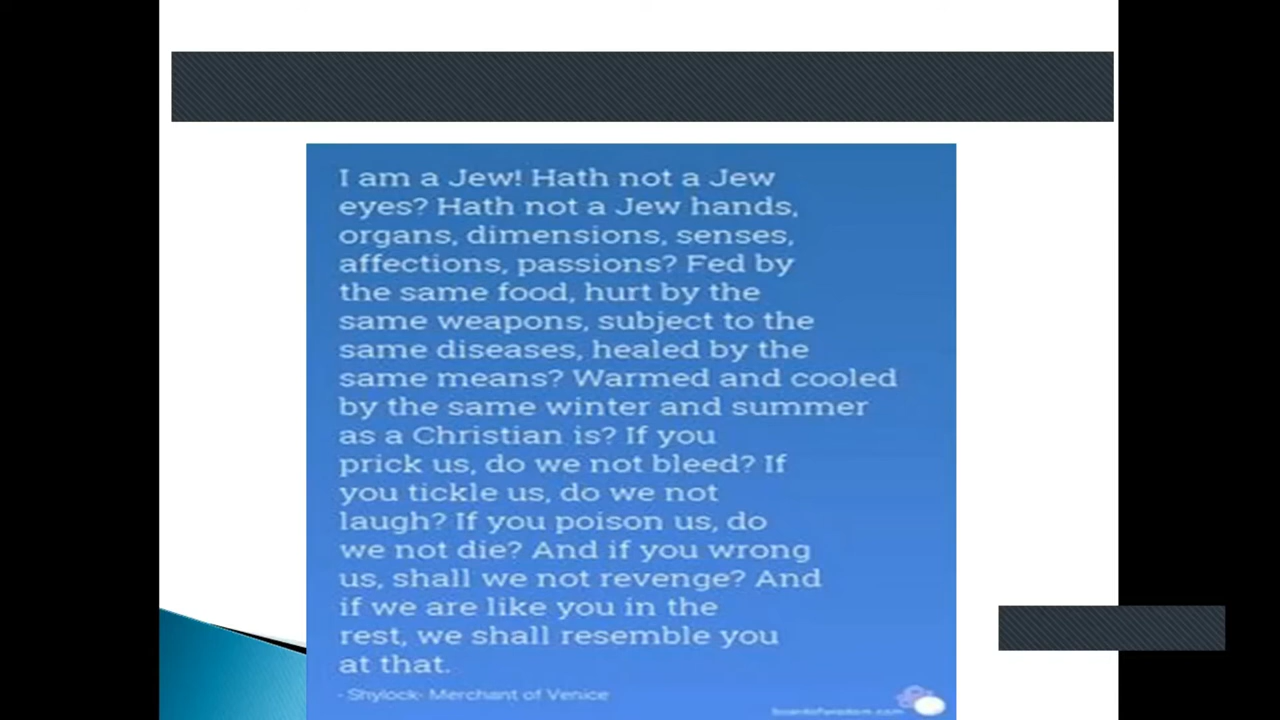 I am a Jew! Hath not a Jew
eyes? Hath not a Jew hands,
organs, dimensions, senses,
affections, passions? Fed by
the same food, hurt by the
same weapons, subject to the
same diseases, healed by the
same means? Warmed and cooled
by the same winter and summer
as a Christian is? If you
prick us, do we not bleed? If
you tickle us, do we not
laugh? If you poison us, do
we not die? And if you wrong
us, shall we not revenge? And
if we are like you in the
rest, we shall resemble you
at that.
- Shylock- Merchant of Venice
boardofwisdom.com